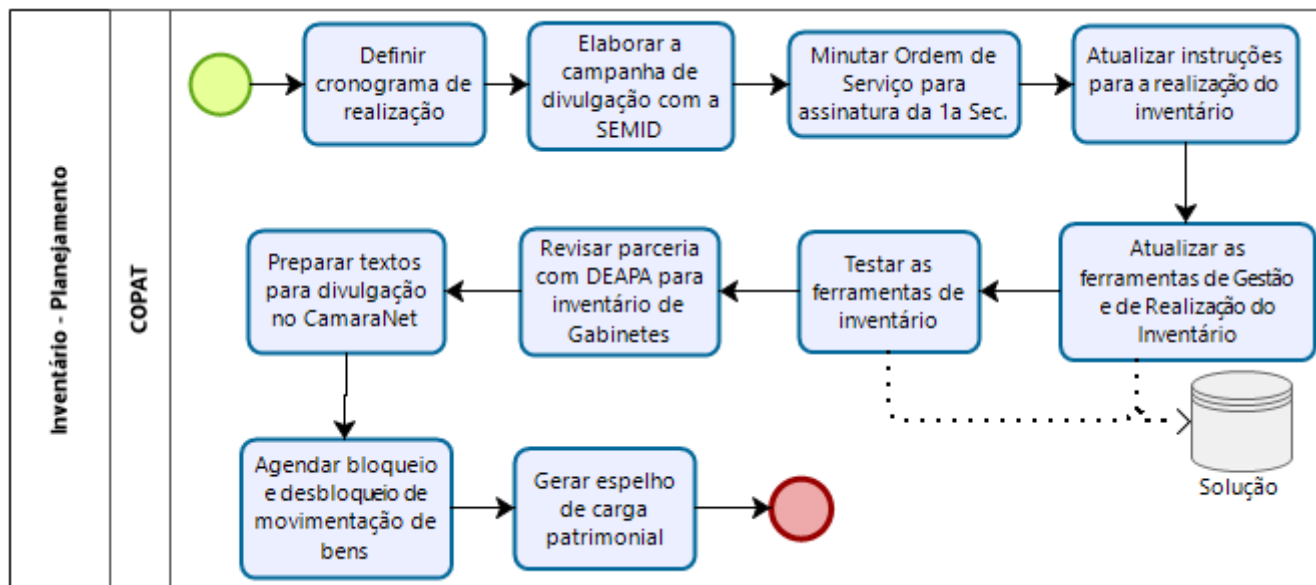 Inventário - Planejamento
COPAT
Definir
cronograma de
realização
Elaborar a
campanha de
divulgação com a
SEMID
Minutar Ordem de
Serviço para
assinatura da 1a Sec.
Atualizar instruções
para a realização do
inventário
Atualizar as
ferramentas de Gestão
e de Realização do
Inventário
Testar as
ferramentas de
inventário
Revisar parceria
com DEAPA para
inventário de
Gabinetes
Preparar textos
para divulgação
no CamaraNet
Solução
Agendar bloqueio
e desbloqueio de
movimentação de
bens
Gerar espelho
de carga
patrimonial